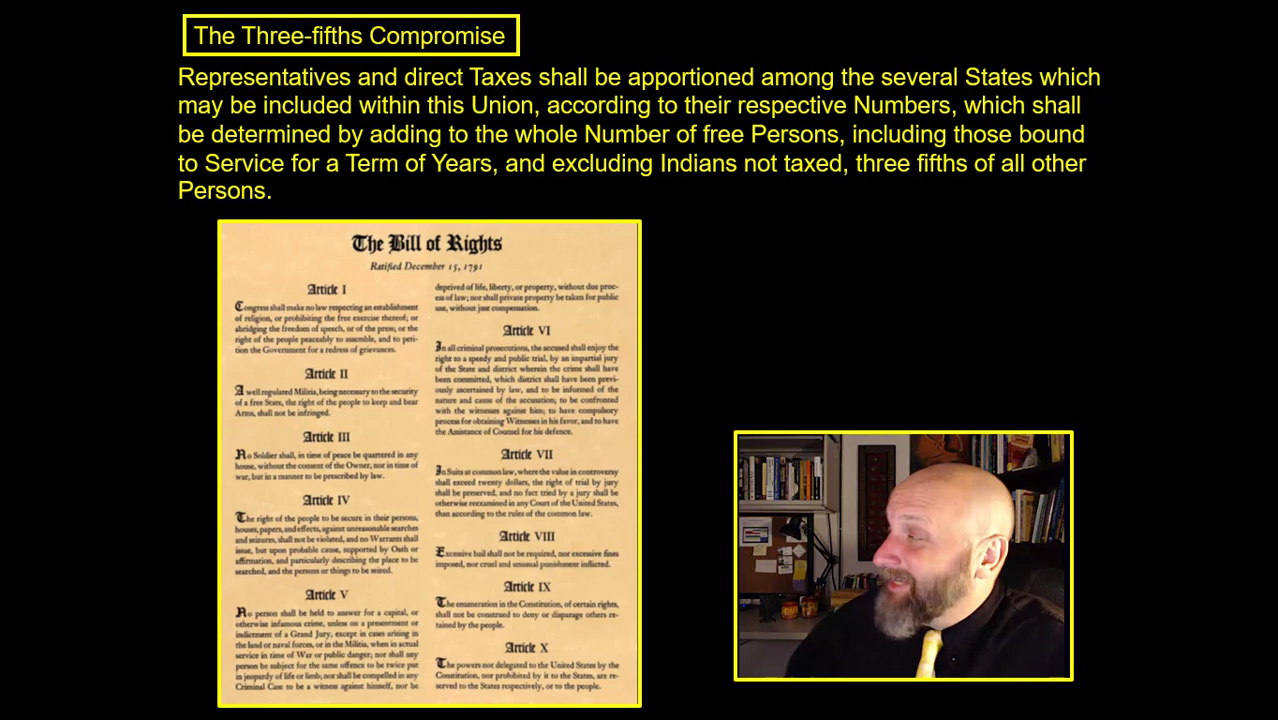 The Three-fifths Compromise
Representatives and direct Taxes shall be apportioned among the several States which
may be included within this Union, according to their respective Numbers, which shall
be determined by adding to the whole Number of free Persons, including those bound
to Service for a Term of Years, and excluding Indians not taxed, three fifths of all other
Persons.
The Bill of Rights
Ratified December 15, 1791
Article I
Congress shall make no law respecting an establishment
of religion, or prohibiting the free exercise thereof; or
abridging the freedom of speech, or of the press; or the
right of the people peaceably to assemble, and to peti-
tion the Government for a redress of grievances.
Article II
A well regulated Militia, being necessary to the security
of a free State, the right of the people to keep and bear
Arms, shall not be infringed.
Article III
No Soldier shall, in time of peace be quartered in any
house, without the consent of the Owner, nor in time of
war, but in a manner to be prescribed by law.
Article IV
The right of the people to be secure in their persons,
houses, papers, and effects, against unreasonable searches
and seizures, shall not be violated, and no Warrants shall
issue, but upon probable cause, supported by Oath or
affirmation, and particularly describing the place to be
searched, and the persons or things to be seized.
Article V
No person shall be held to answer for a capital, or
otherwise infamous crime, unless on a presentment or
indictment of a Grand Jury, except in cases arising in
the land or naval forces, or in the Militia, when in actual
service in time of War or public danger; nor shall any
person be subject for the same offence to be twice put
in jeopardy of life or limb; nor shall be compelled in any
Criminal Case to be a witness against himself, nor be
deprived of life, liberty, or property, without due proc-
ess of law; nor shall private property be taken for public
use, without just compensation.
Article VI
In all criminal prosecutions, the accused shall enjoy the
right to a speedy and public trial, by an impartial jury
of the State and district wherein the crime shall have
been committed, which district shall have been previ-
ously ascertained by law, and to be informed of the
nature and cause of the accusation; to be confronted
with the witnesses against him; to have compulsory
process for obtaining Witnesses in his favor, and to have
the Assistance of Counsel for his defence.
Article VII
In Suits at common law, where the value in controversy
shall exceed twenty dollars, the right of trial by jury
shall be preserved, and no fact tried by a jury shall be
otherwise reexamined in any Court of the United States,
than according to the rules of the common law.
Article VIII
Excessive bail shall not be required, nor excessive fines
imposed, nor cruel and unusual punishment inflicted.
Article IX
The enumeration in the Constitution, of certain rights,
shall not be construed to deny or disparage others re-
tained by the people.
Article X
The powers not delegated to the United States by the
Constitution, nor prohibited by it to the States, are re-
served to the States respectively, or to the people.